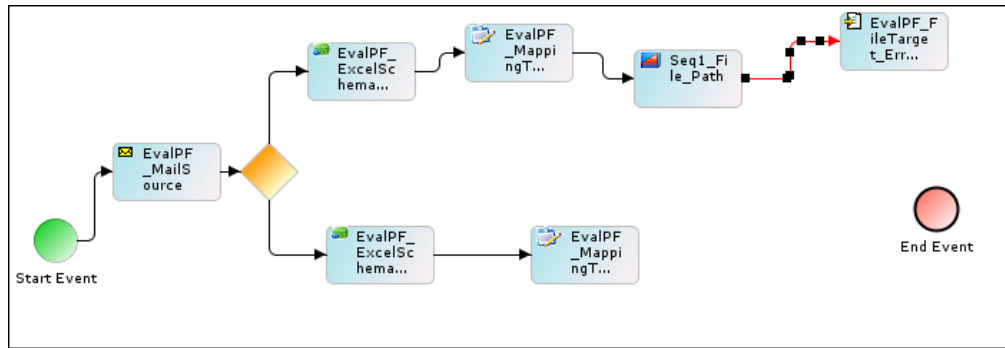 EvalPF_F
ileTarge
t_Err...
EvalPF_
ExcelSc
hema...
EvalPF
_Mappi
ngT...
Seq1_Fi
le_Path
EvalPF
_MailS
ource
Start Event
EvalPF_
ExcelSc
hema...
EvalPF
_Mappi
ngT...
End Event